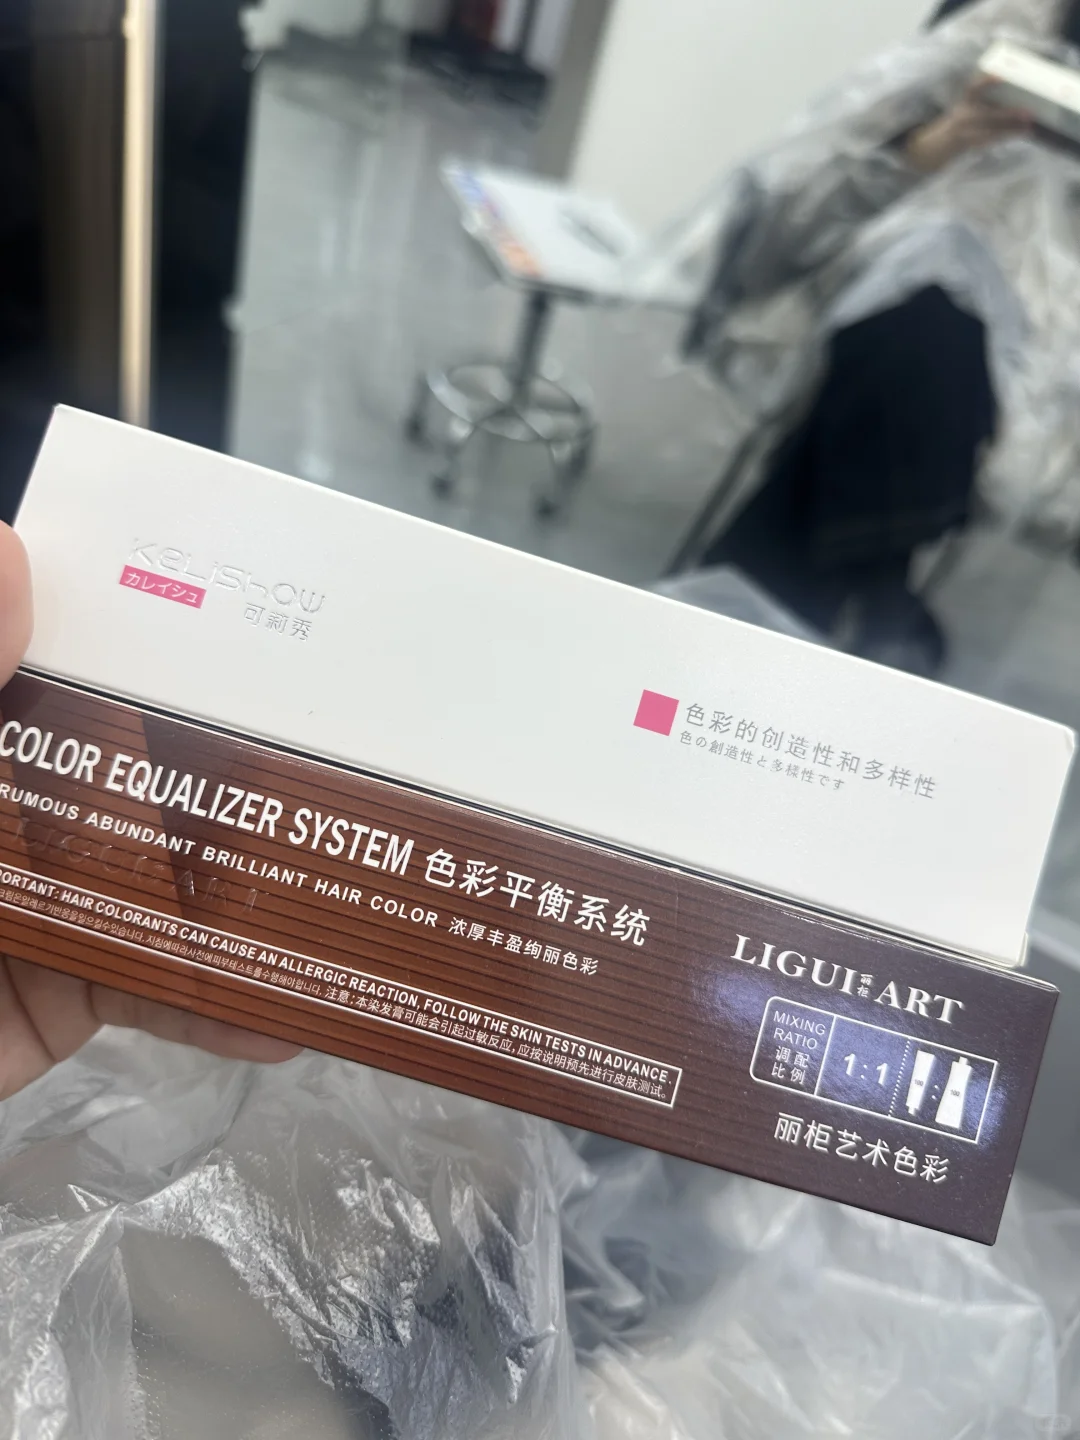 KeLiShow
カレイシュ
可莉秀
色彩的创造性和多样性
色の創造性と多樣性です
COLOR EQUALIZER SYSTEM 色彩平衡系统
RUMOUS ABUNDANT BRILLIANT HAIR COLOR 浓厚丰盈绚丽色彩
PORTANT: HAIR COLORANTS CAN CAUSE AN ALLERGIC REACTION, FOLLOW THE SKIN TESTS IN ADVANCE.
注意:本染发膏可能会引起过敏反应,应按说明预先进行皮肤测试。
LIGUI 丽柜 ART
MIXING
RATIO
调配
比例
1:1
100 : 100
丽柜艺术色彩